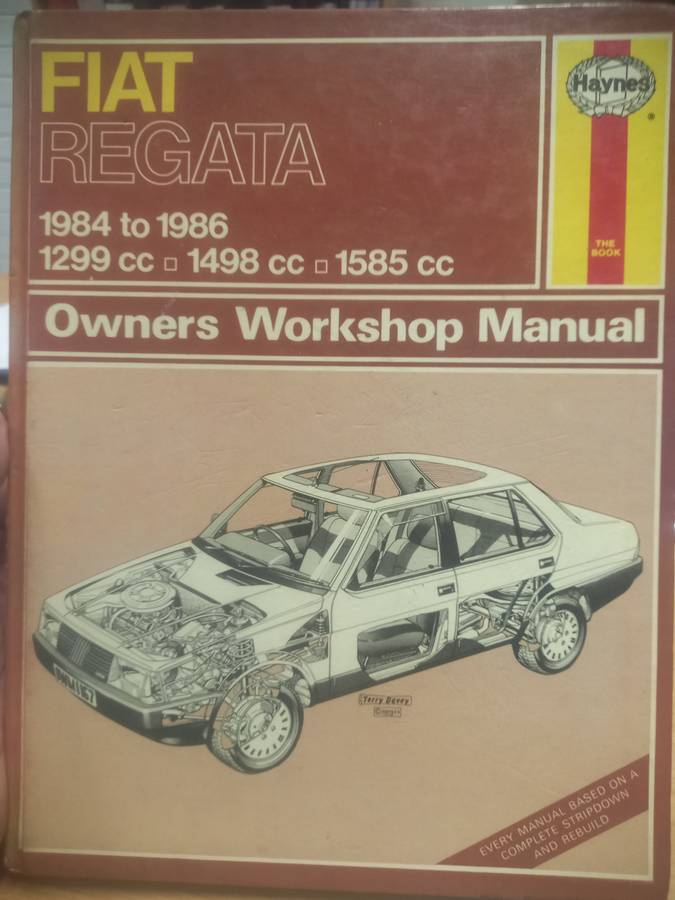 FIAT
REGATA
1984 to 1986
1299 cc □ 1498 cc □ 1585 cc
Haynes
®
THE
BOOK
Owners Workshop Manual
Terry Davey
EVERY MANUAL BASED ON A
COMPLETE STRIPDOWN
AND REBUILD